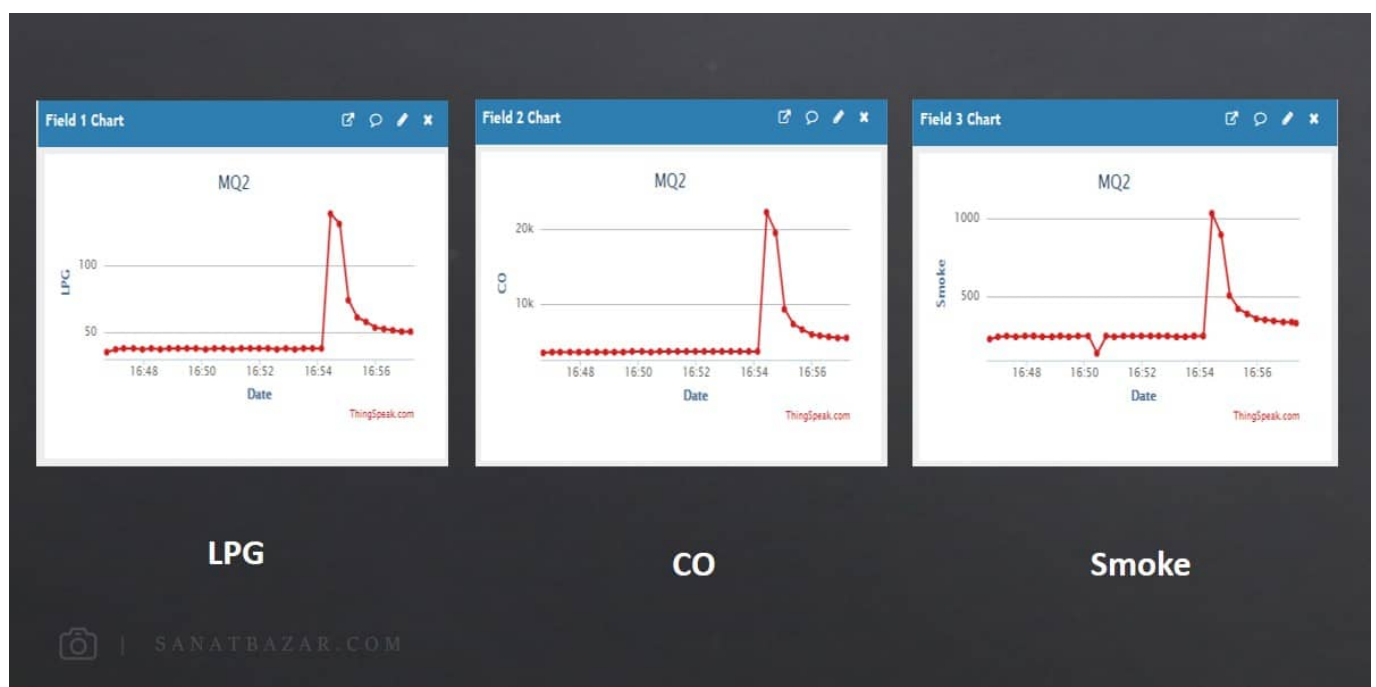 Field 1 Chart
MQ2
LPG
100
50
16:48 16:50 16:52 16:54 16:56
Date
ThingSpeak.com
Field 2 Chart
MQ2
CO
20k
10k
16:48 16:50 16:52 16:54 16:56
Date
ThingSpeak.com
Field 3 Chart
MQ2
Smoke
1000
500
16:48 16:50 16:52 16:54 16:56
Date
ThingSpeak.com
LPG
CO
Smoke
| SANATBAZAR.COM